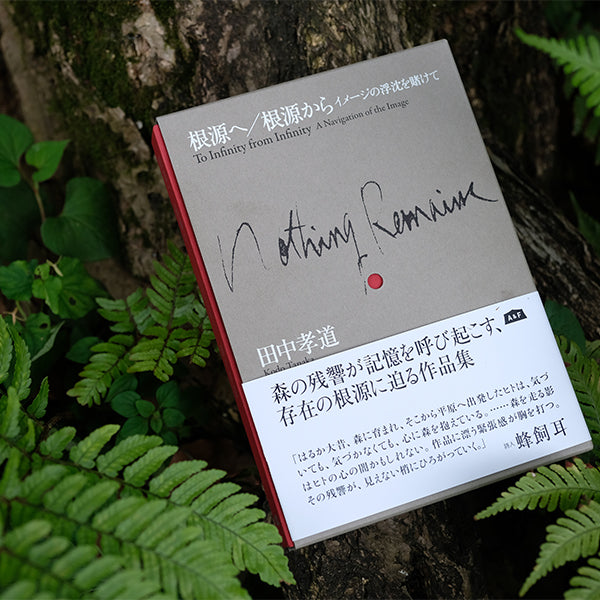 根源へ／根源から イメージの浮沈を賭けて
To Infinity from Infinity A Navigation of the Image
Nothing Remains
田中孝道
Kodo Tanaka
A&F
森の残響が記憶を呼び起こす、
存在の根源に迫る作品集
「はるか大昔、森に育まれ、そこから平原へ出発したヒトは、気づ
いても、気づかなくても、心に森を抱えている。……森を走る影
はヒトの心の闇かもしれない。作品に漂う緊張感が胸を打つ。
その残響が、見えない梢にひろがっていく。」
詩人 蜂飼耳